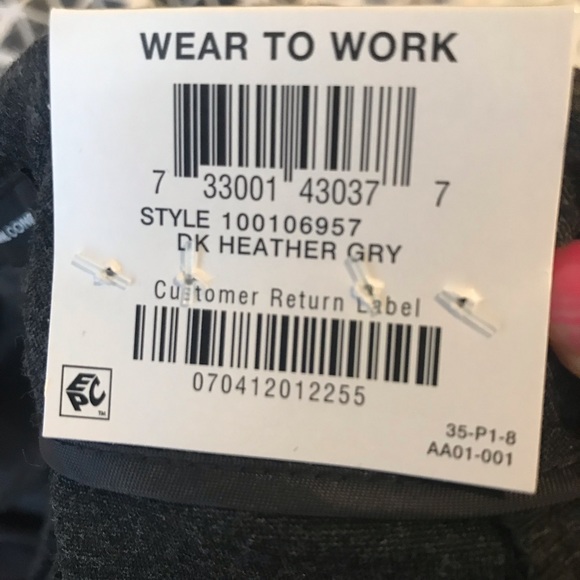 WEAR TO WORK
7 33001 43037 7
STYLE 100106957
DK HEATHER GRY
Customer Return Label
070412012255
EPC
TM
35-P1-8
AA01-001